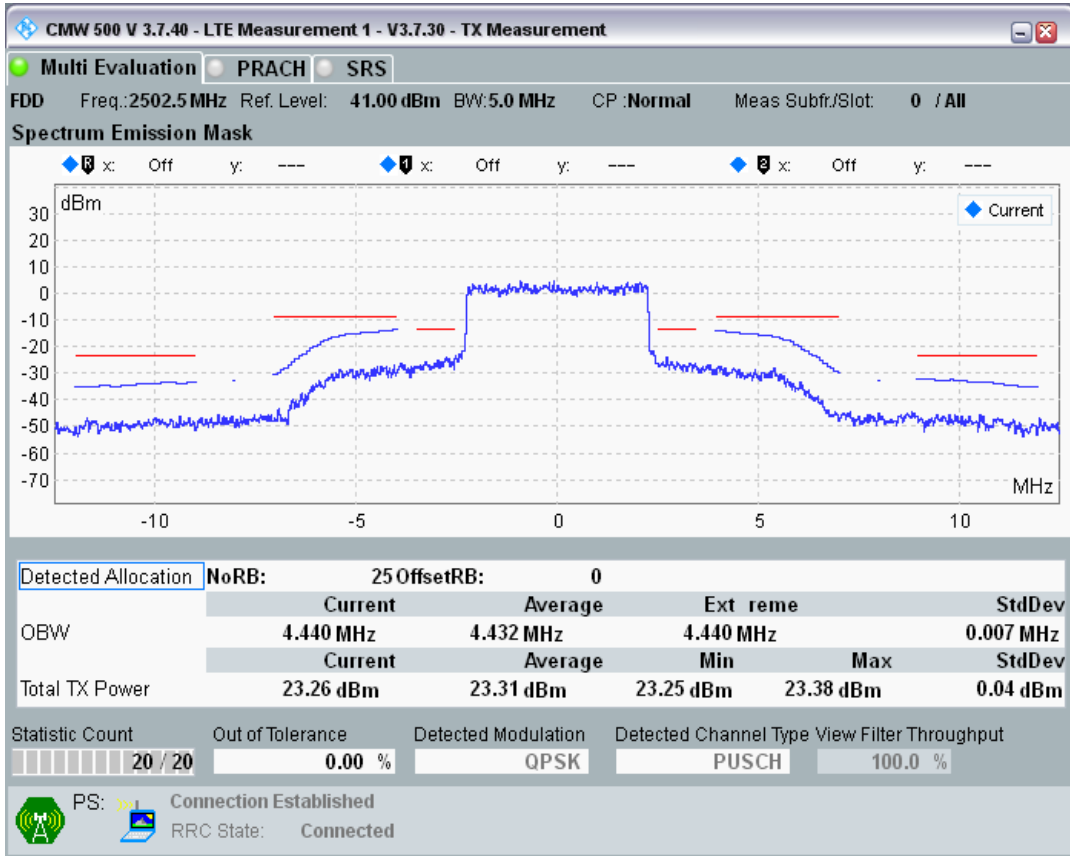 CMW 500 V 3.7.40 - LTE Measurement 1 - V3.7.30 - TX Measurement
Multi Evaluation PRACH SRS
FDD Freq.:2502.5 MHz Ref. Level: 41.00 dBm BW:5.0 MHz CP :Normal Meas Subfr./Slot: 0 / All
Spectrum Emission Mask
R x: Off y: --- 1 x: Off y: --- 2 x: Off y: ---
dBm
Current
30
20
10
0
-10
-20
-30
-40
-50
-60
-70
MHz
-10 -5 0 5 10
Detected Allocation NoRB: 25 OffsetRB: 0
Current Average Ext reme StdDev
OBW 4.440 MHz 4.432 MHz 4.440 MHz 0.007 MHz
Current Average Min Max StdDev
Total TX Power 23.26 dBm 23.31 dBm 23.25 dBm 23.38 dBm 0.04 dBm
Statistic Count Out of Tolerance Detected Modulation Detected Channel Type View Filter Throughput
20 / 20 0.00 % QPSK PUSCH 100.0 %
PS: Connection Established
RRC State: Connected